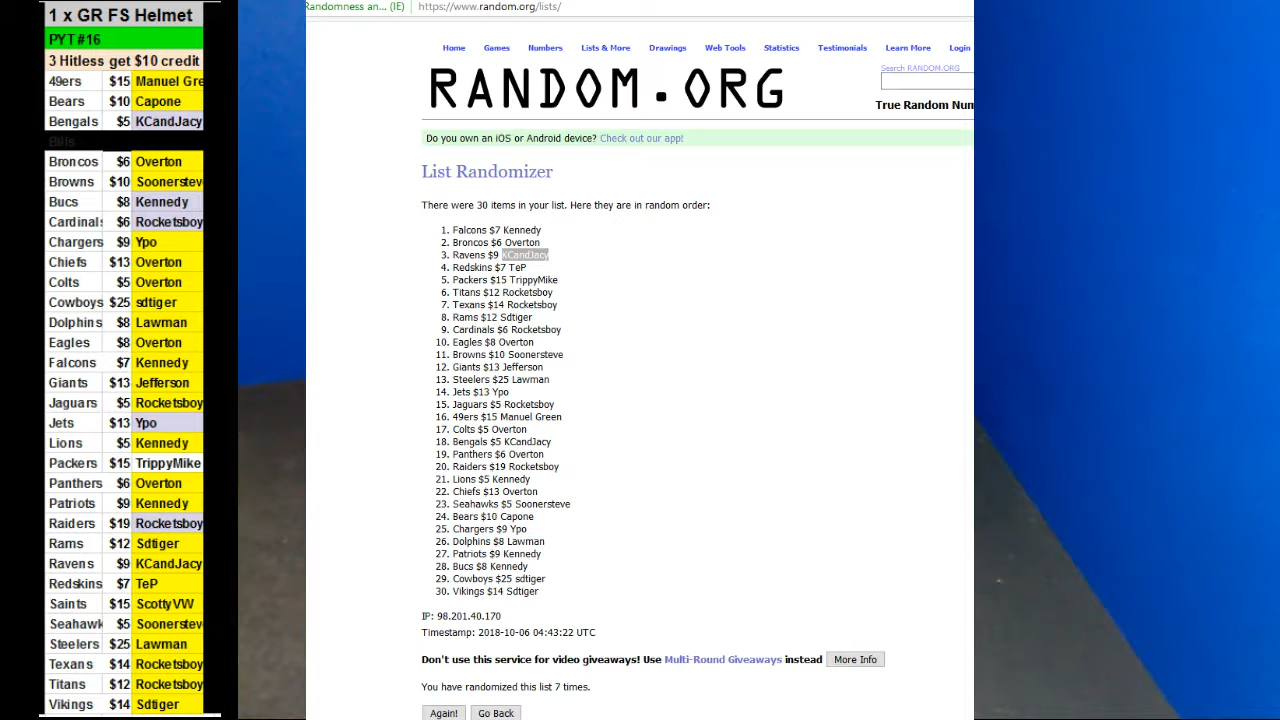 1 x GR FS Helmet
PYT #16
3 Hitless get $10 credit
49ers $15 Manuel Gre
Bears $10 Capone
Bengals $5 KCandJacy
Bills
Broncos $6 Overton
Browns $10 Soonersteve
Bucs $8 Kennedy
Cardinals $6 Rocketsboy
Chargers $9 Ypo
Chiefs $13 Overton
Colts $5 Overton
Cowboys $25 sdtiger
Dolphins $8 Lawman
Eagles $8 Overton
Falcons $7 Kennedy
Giants $13 Jefferson
Jaguars $5 Rocketsboy
Jets $13 Ypo
Lions $5 Kennedy
Packers $15 TrippyMike
Panthers $6 Overton
Patriots $9 Kennedy
Raiders $19 Rocketsboy
Rams $12 Sdtiger
Ravens $9 KCandJacy
Redskins $7 TeP
Saints $15 ScottyVW
Seahawk $5 Soonersteve
Steelers $25 Lawman
Texans $14 Rocketsboy
Titans $12 Rocketsboy
Vikings $14 Sdtiger
Randomness an... (IE) https://www.random.org/lists/
Home Games Numbers Lists & More Drawings Web Tools Statistics Testimonials Learn More Login
Search RANDOM.ORG
RANDOM.ORG
True Random Num
Do you own an iOS or Android device? Check out our app!
List Randomizer
There were 30 items in your list. Here they are in random order:
1. Falcons $7 Kennedy
2. Broncos $6 Overton
3. Ravens $9 KCandJacy
4. Redskins $7 TeP
5. Packers $15 TrippyMike
6. Titans $12 Rocketsboy
7. Texans $14 Rocketsboy
8. Rams $12 Sdtiger
9. Cardinals $6 Rocketsboy
10. Eagles $8 Overton
11. Browns $10 Soonersteve
12. Giants $13 Jefferson
13. Steelers $25 Lawman
14. Jets $13 Ypo
15. Jaguars $5 Rocketsboy
16. 49ers $15 Manuel Green
17. Colts $5 Overton
18. Bengals $5 KCandJacy
19. Panthers $6 Overton
20. Raiders $19 Rocketsboy
21. Lions $5 Kennedy
22. Chiefs $13 Overton
23. Seahawks $5 Soonersteve
24. Bears $10 Capone
25. Chargers $9 Ypo
26. Dolphins $8 Lawman
27. Patriots $9 Kennedy
28. Bucs $8 Kennedy
29. Cowboys $25 sdtiger
30. Vikings $14 Sdtiger
IP: 98.201.40.170
Timestamp: 2018-10-06 04:43:22 UTC
Don't use this service for video giveaways! Use Multi-Round Giveaways instead More Info
You have randomized this list 7 times.
Again! Go Back